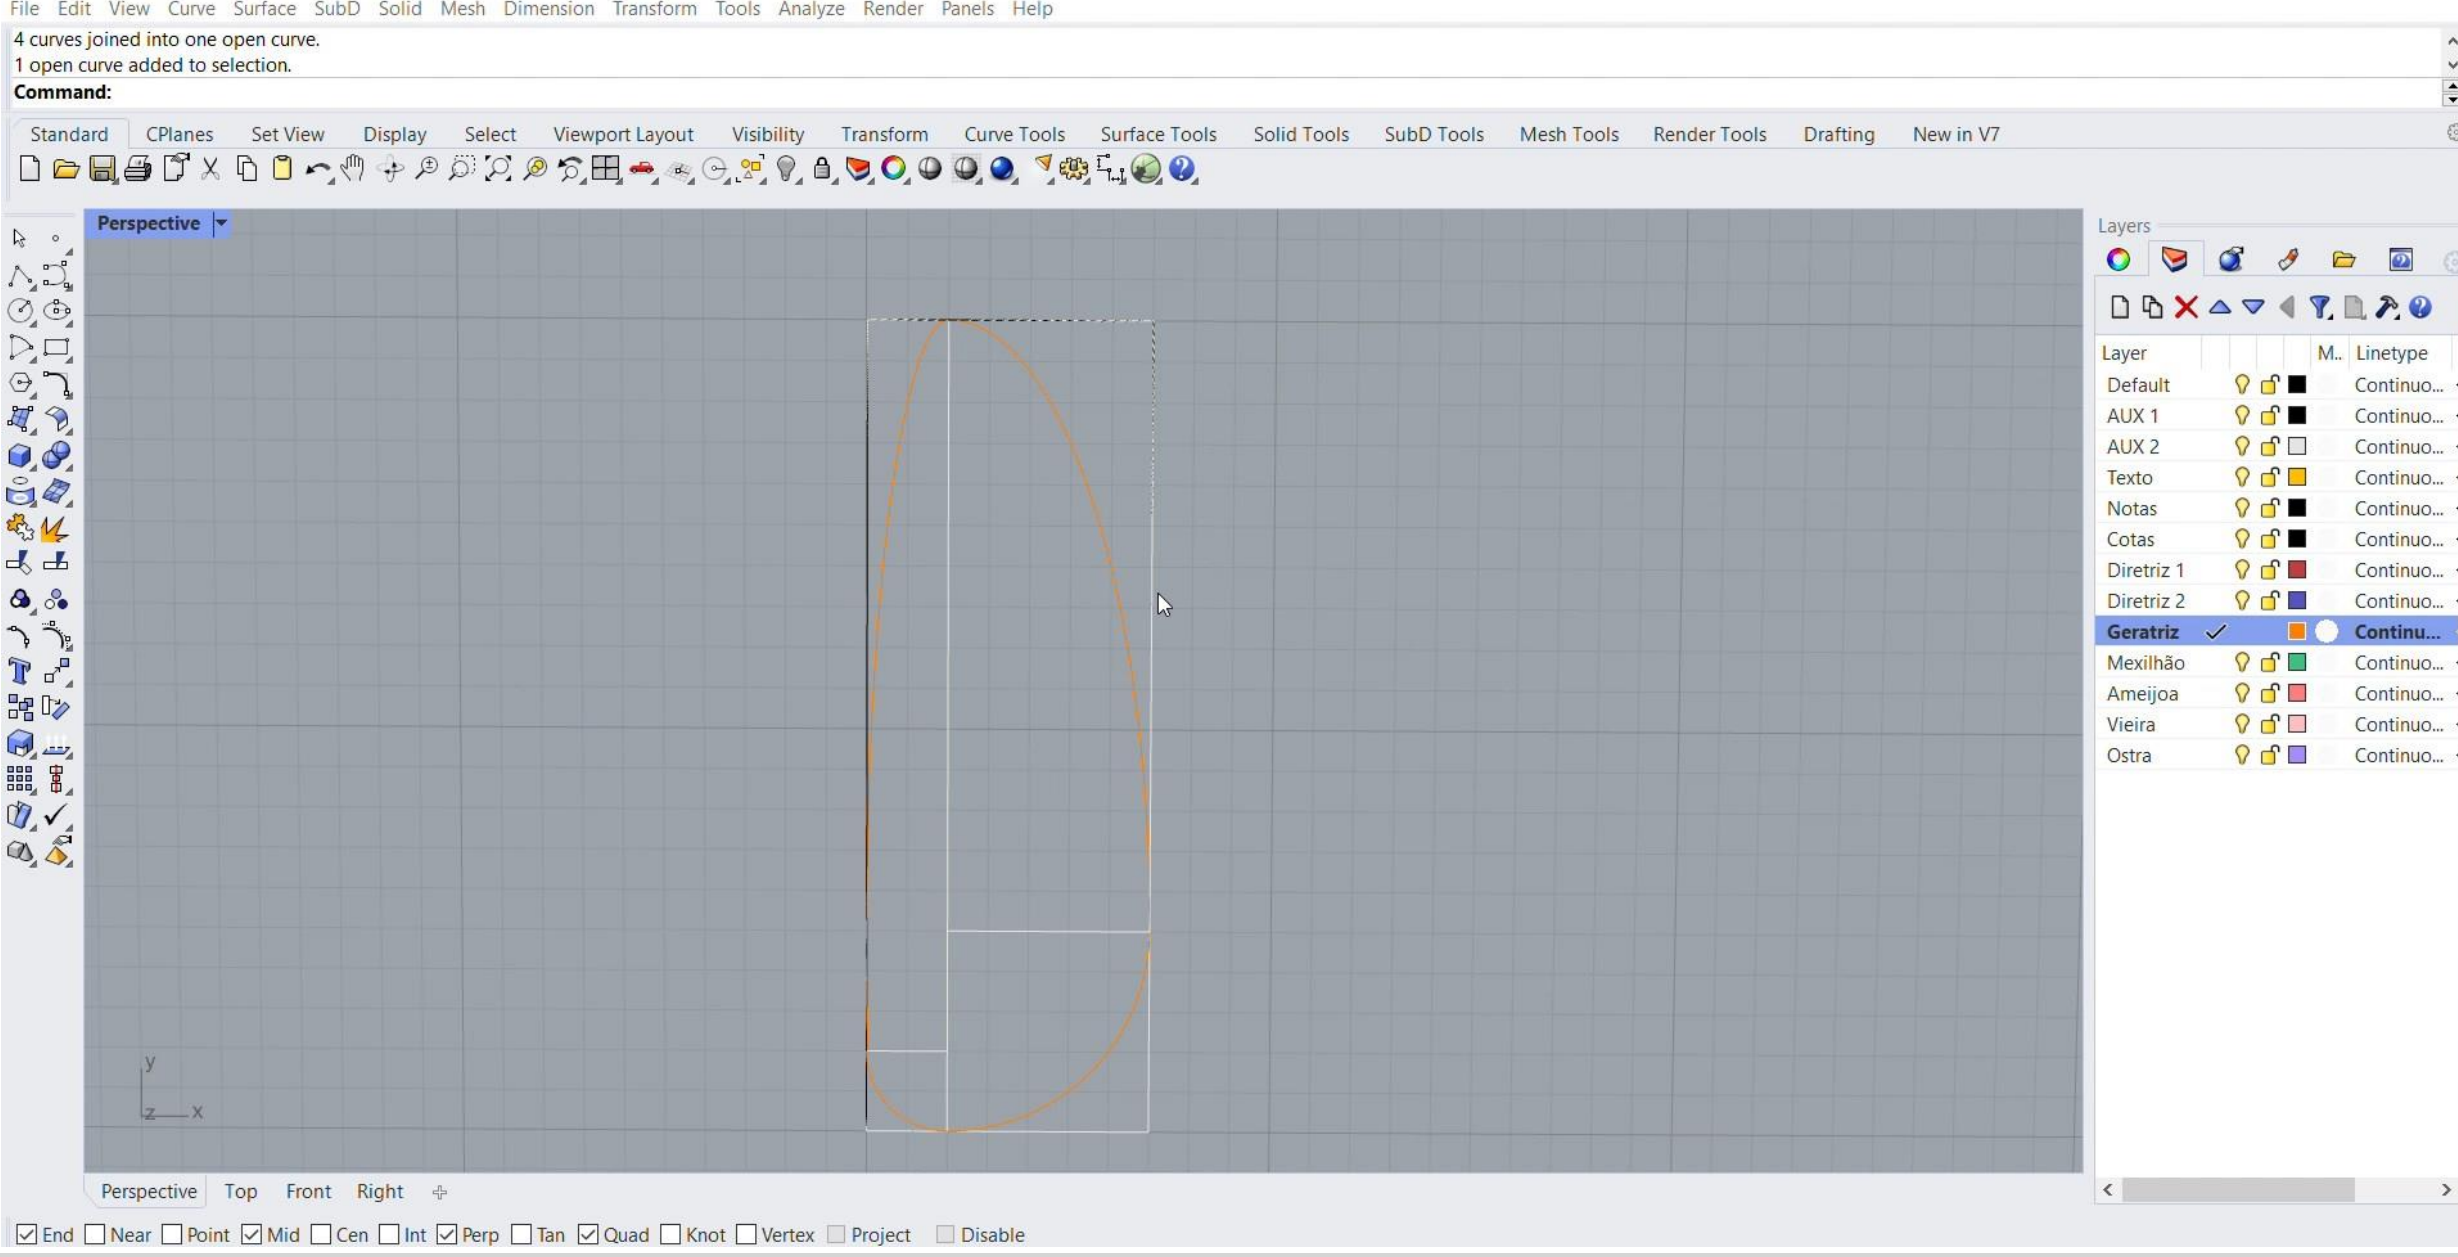 File Edit View Curve Surface SubD Solid Mesh Dimension Transform Tools Analyze Render Panels Help
4 curves joined into one open curve.
1 open curve added to selection.
Command:
Standard CPlanes Set View Display Select Viewport Layout Visibility Transform Curve Tools Surface Tools Solid Tools SubD Tools Mesh Tools Render Tools Drafting New in V7
Perspective
y
z x
Perspective Top Front Right
End Near Point Mid Cen Int Perp Tan Quad Knot Vertex Project Disable
Layers
Layer M.. Linetype
Default Continuo...
AUX 1 Continuo...
AUX 2 Continuo...
Texto Continuo...
Notas Continuo...
Cotas Continuo...
Diretriz 1 Continuo...
Diretriz 2 Continuo...
Geratriz Continu...
Mexilhão Continuo...
Ameijoa Continuo...
Vieira Continuo...
Ostra Continuo...